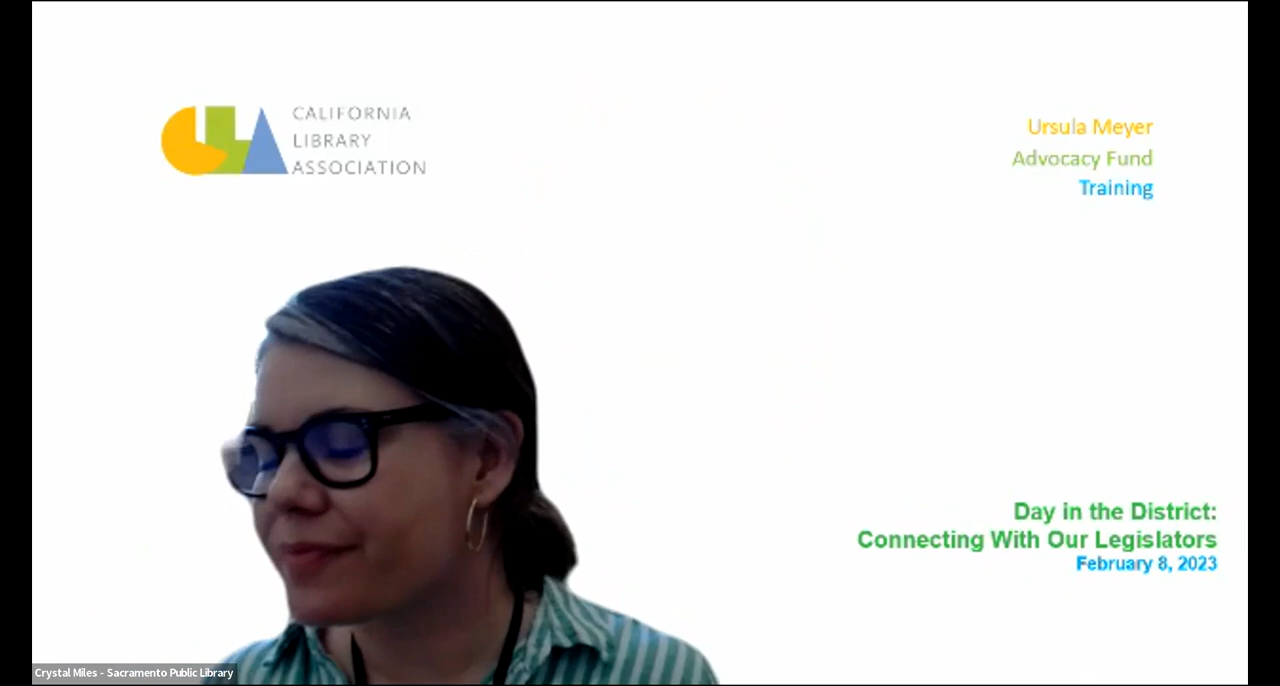 CALIFORNIA
LIBRARY
ASSOCIATION
Ursula Meyer
Advocacy Fund
Training
Day in the District:
Connecting With Our Legislators
February 8, 2023
Crystal Miles - Sacramento Public Library